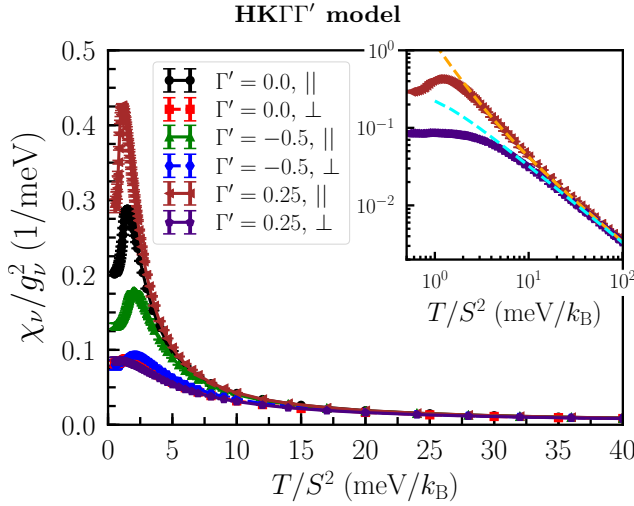 HKΓΓ′ model
χν/g²ν (1/meV)
0.5
0.4
0.3
0.2
0.1
0.0
Γ′ = 0.0, ||
Γ′ = 0.0, ⊥
Γ′ = −0.5, ||
Γ′ = −0.5, ⊥
Γ′ = 0.25, ||
Γ′ = 0.25, ⊥
10⁰
10⁻¹
10⁻²
10⁰ 10¹ 10²
T/S² (meV/kB)
0 5 10 15 20 25 30 35 40
T/S² (meV/kB)